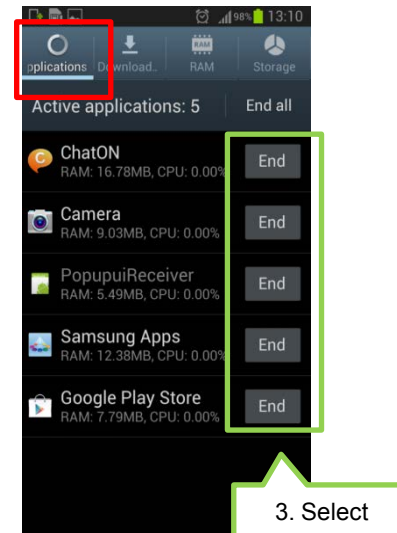 98% 13:10
pplications Download.. RAM Storage
RAM
Active applications: 5 End all
ChatON
RAM: 16.78MB, CPU: 0.00%
End
Camera
RAM: 9.03MB, CPU: 0.00%
End
PopupuiReceiver
RAM: 5.49MB, CPU: 0.00%
End
Samsung Apps
RAM: 12.38MB, CPU: 0.00%
End
Google Play Store
RAM: 7.79MB, CPU: 0.00%
End
3. Select